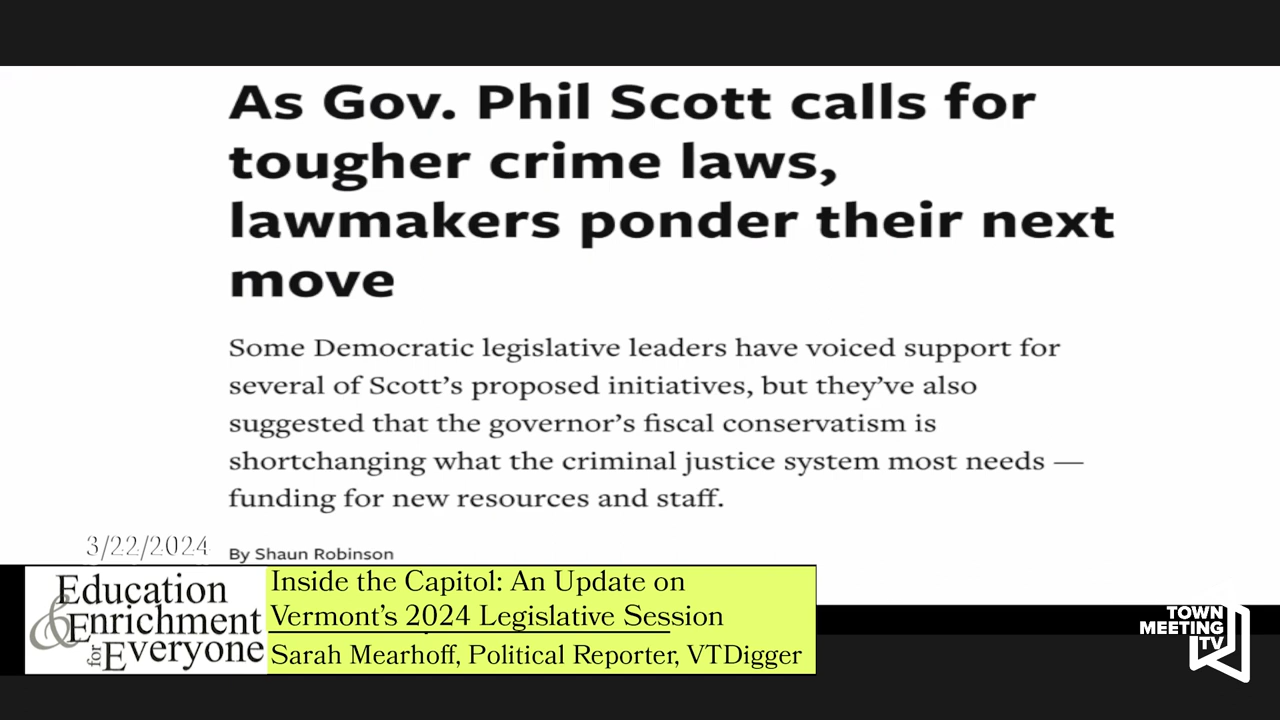 As Gov. Phil Scott calls for
tougher crime laws,
lawmakers ponder their next
move
Some Democratic legislative leaders have voiced support for
several of Scott’s proposed initiatives, but they’ve also
suggested that the governor’s fiscal conservatism is
shortchanging what the criminal justice system most needs —
funding for new resources and staff.
3/22/2024
By Shaun Robinson
Education
& Enrichment
for Everyone
Inside the Capitol: An Update on
Vermont’s 2024 Legislative Session
Sarah Mearhoff, Political Reporter, VTDigger
TOWN
MEETING
TV